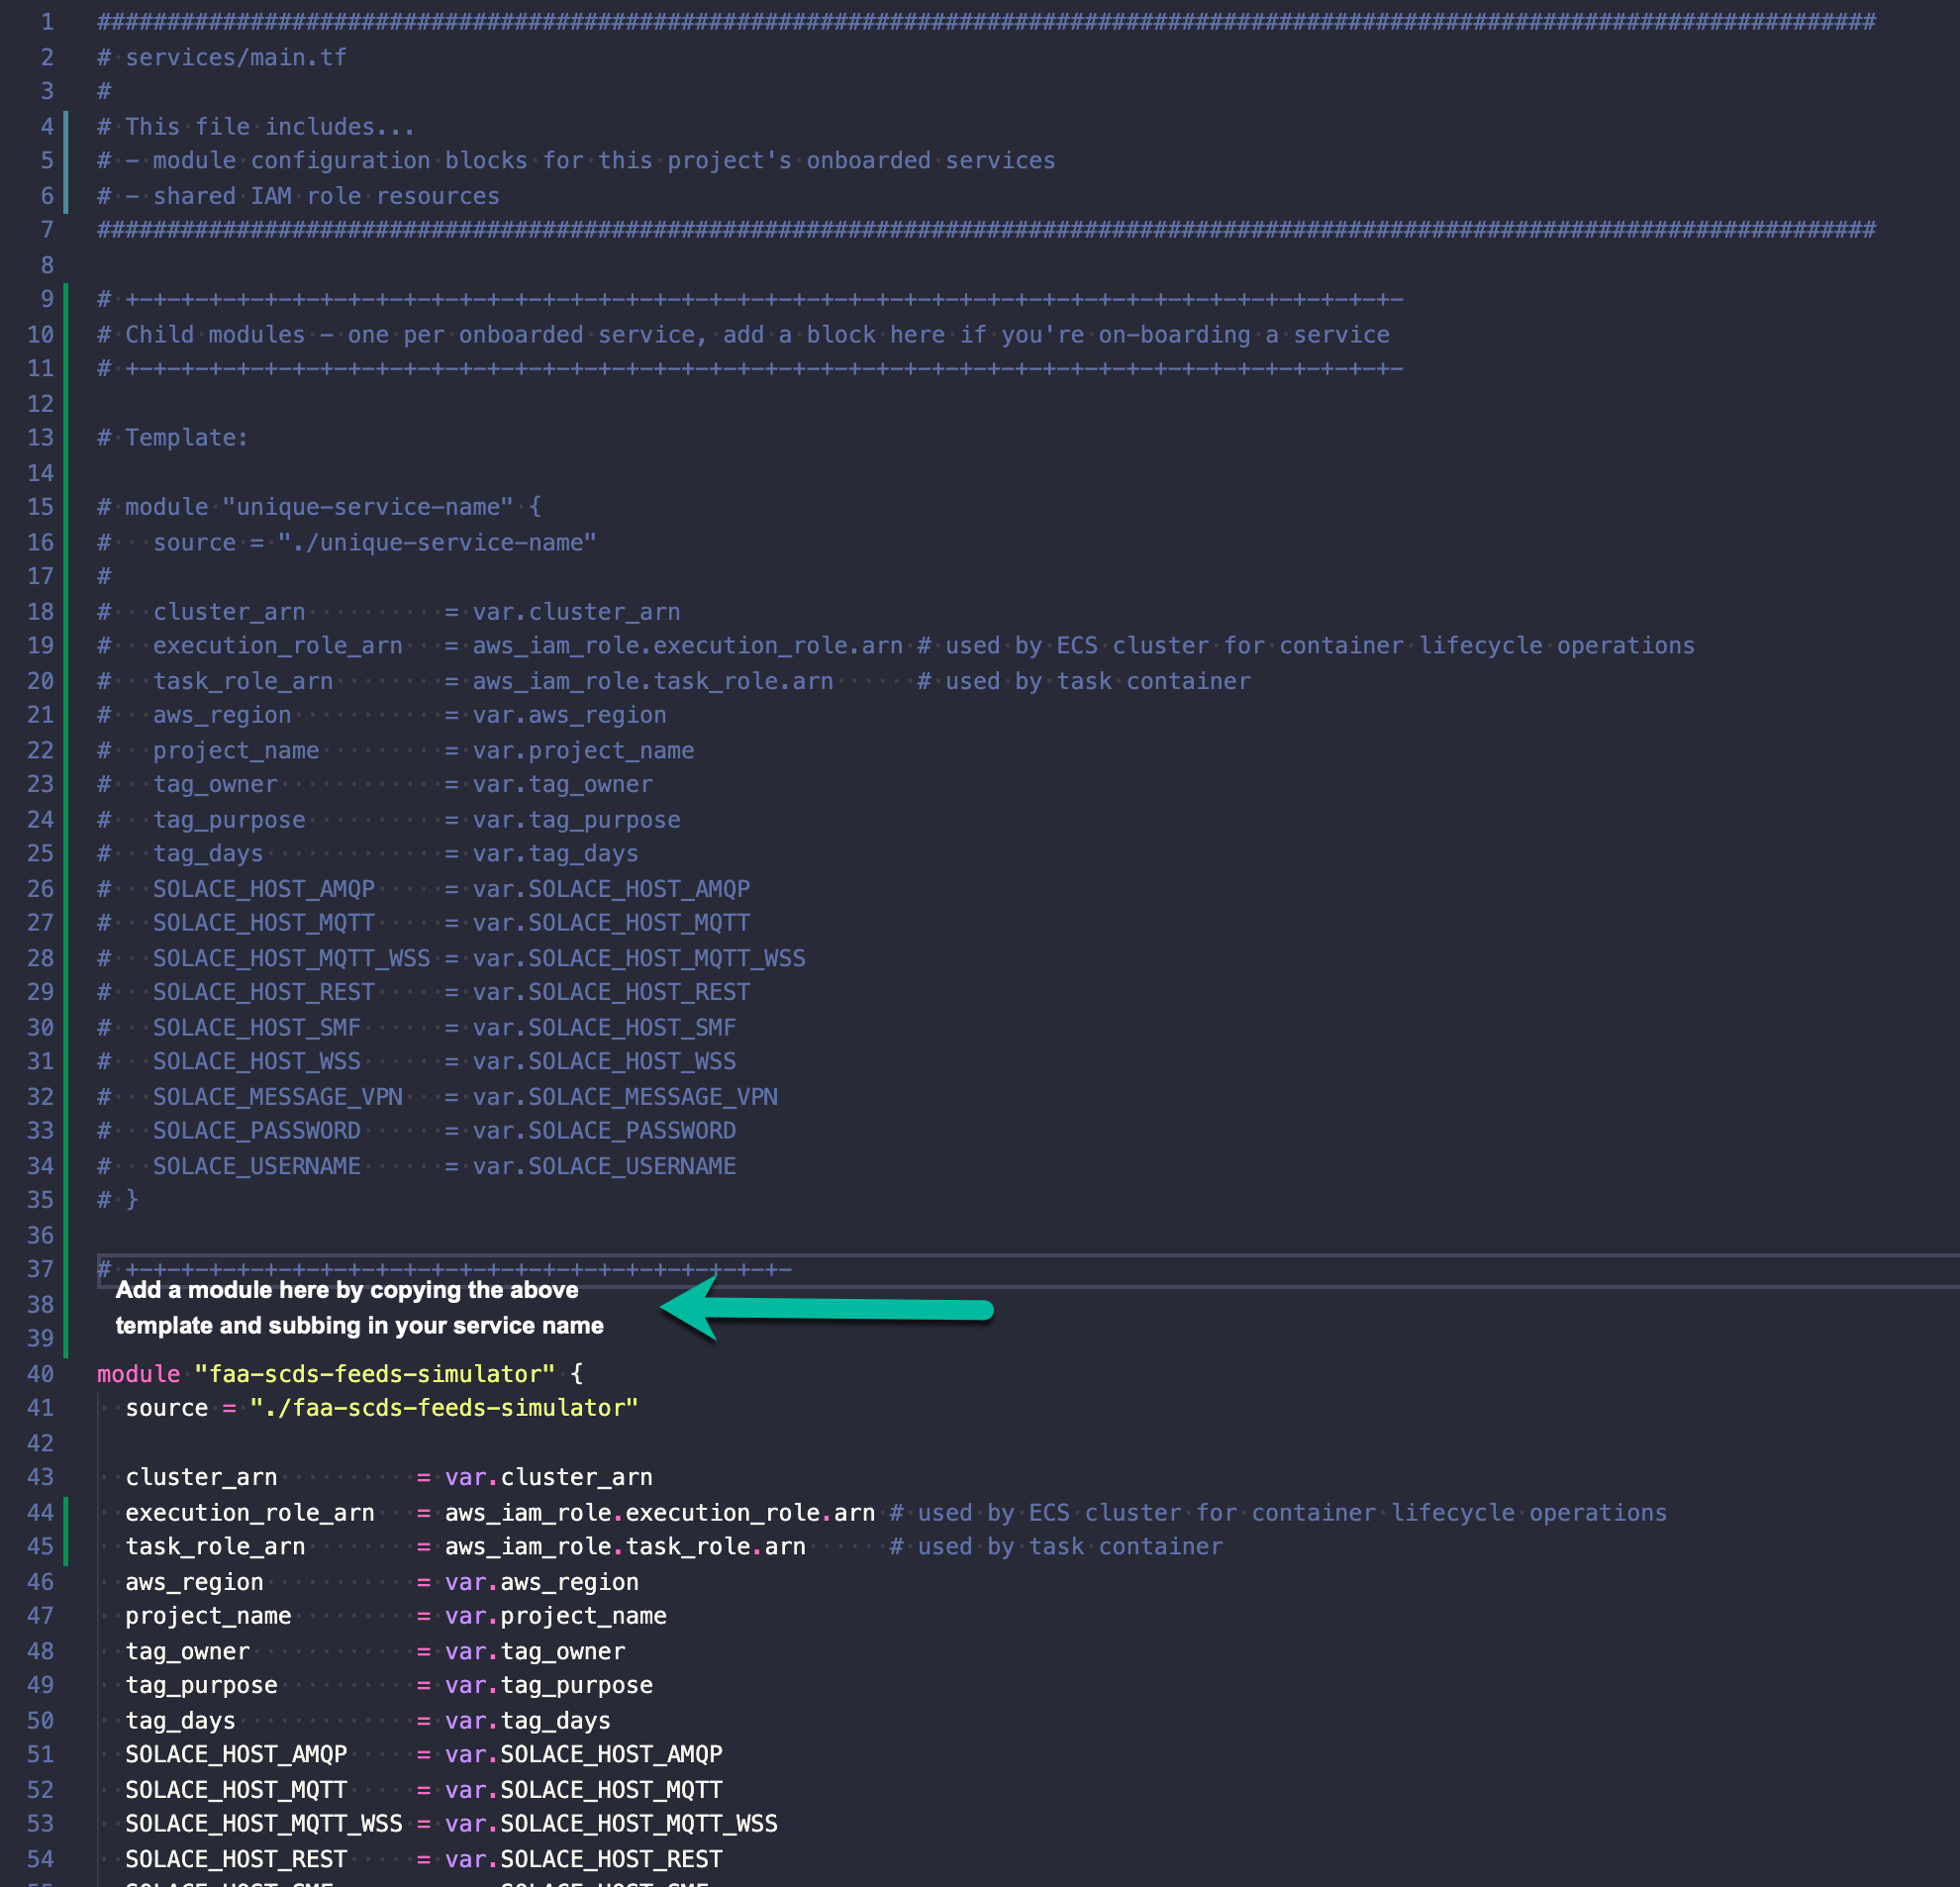 1 ################################################################################################################################
2 # services/main.tf
3 #
4 # This file includes...
5 # - module configuration blocks for this project's onboarded services
6 # - shared IAM role resources
7 ################################################################################################################################
8
9 # +-+-+-+-+-+-+-+-+-+-+-+-+-+-+-+-+-+-+-+-+-+-+-+-+-+-+-+-+-+-+-+-+-+-+-+-+-+-+-+-+-+-+-+-+-+-
10 # Child modules - one per onboarded service, add a block here if you're on-boarding a service
11 # +-+-+-+-+-+-+-+-+-+-+-+-+-+-+-+-+-+-+-+-+-+-+-+-+-+-+-+-+-+-+-+-+-+-+-+-+-+-+-+-+-+-+-+-+-+-
12
13 # Template:
14
15 # module "unique-service-name" {
16 #   source = "./unique-service-name"
17 #
18 #   cluster_arn          = var.cluster_arn
19 #   execution_role_arn   = aws_iam_role.execution_role.arn # used by ECS cluster for container lifecycle operations
20 #   task_role_arn        = aws_iam_role.task_role.arn      # used by task container
21 #   aws_region           = var.aws_region
22 #   project_name         = var.project_name
23 #   tag_owner            = var.tag_owner
24 #   tag_purpose          = var.tag_purpose
25 #   tag_days             = var.tag_days
26 #   SOLACE_HOST_AMQP     = var.SOLACE_HOST_AMQP
27 #   SOLACE_HOST_MQTT     = var.SOLACE_HOST_MQTT
28 #   SOLACE_HOST_MQTT_WSS = var.SOLACE_HOST_MQTT_WSS
29 #   SOLACE_HOST_REST     = var.SOLACE_HOST_REST
30 #   SOLACE_HOST_SMF      = var.SOLACE_HOST_SMF
31 #   SOLACE_HOST_WSS      = var.SOLACE_HOST_WSS
32 #   SOLACE_MESSAGE_VPN   = var.SOLACE_MESSAGE_VPN
33 #   SOLACE_PASSWORD      = var.SOLACE_PASSWORD
34 #   SOLACE_USERNAME      = var.SOLACE_USERNAME
35 # }
36
37 # +-+-+-+-+-+-+-+-+-+-+-+-+-+-+-+-+-+-+-+-+-+-+-+-
Add a module here by copying the above
38
template and subbing in your service name
39
40 module "faa-scds-feeds-simulator" {
41   source = "./faa-scds-feeds-simulator"
42
43   cluster_arn          = var.cluster_arn
44   execution_role_arn   = aws_iam_role.execution_role.arn # used by ECS cluster for container lifecycle operations
45   task_role_arn        = aws_iam_role.task_role.arn      # used by task container
46   aws_region           = var.aws_region
47   project_name         = var.project_name
48   tag_owner            = var.tag_owner
49   tag_purpose          = var.tag_purpose
50   tag_days             = var.tag_days
51   SOLACE_HOST_AMQP     = var.SOLACE_HOST_AMQP
52   SOLACE_HOST_MQTT     = var.SOLACE_HOST_MQTT
53   SOLACE_HOST_MQTT_WSS = var.SOLACE_HOST_MQTT_WSS
54   SOLACE_HOST_REST     = var.SOLACE_HOST_REST